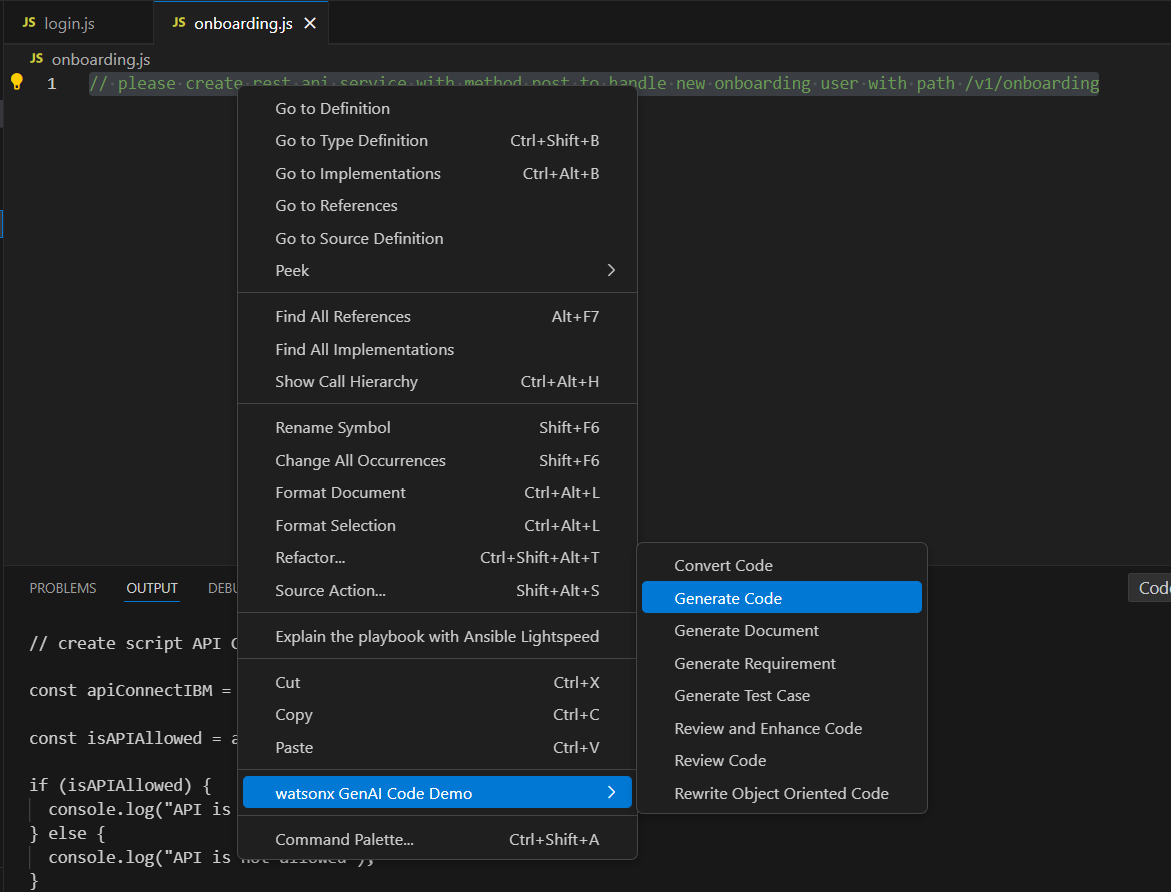 JS login.js
JS onboarding.js
JS onboarding.js
1 // please create rest api service with method post to handle new onboarding user with path /v1/onboarding
Go to Definition
Go to Type Definition Ctrl+Shift+B
Go to Implementations Ctrl+Alt+B
Go to References
Go to Source Definition
Peek
Find All References Alt+F7
Find All Implementations
Show Call Hierarchy Ctrl+Alt+H
Rename Symbol Shift+F6
Change All Occurrences Shift+F6
Format Document Ctrl+Alt+L
Format Selection Ctrl+Alt+L
Refactor... Ctrl+Shift+Alt+T
Source Action... Shift+Alt+S
Explain the playbook with Ansible Lightspeed
Cut Ctrl+X
Copy Ctrl+C
Paste Ctrl+V
watsonx GenAI Code Demo
Command Palette... Ctrl+Shift+A
Convert Code
Generate Code
Generate Document
Generate Requirement
Generate Test Case
Review and Enhance Code
Review Code
Rewrite Object Oriented Code
PROBLEMS OUTPUT DEBU
Code
// create script API
const apiConnectIBM =
const isAPIAllowed = a
if (isAPIAllowed) {
console.log("API is
} else {
console.log("API is not allowed");
}